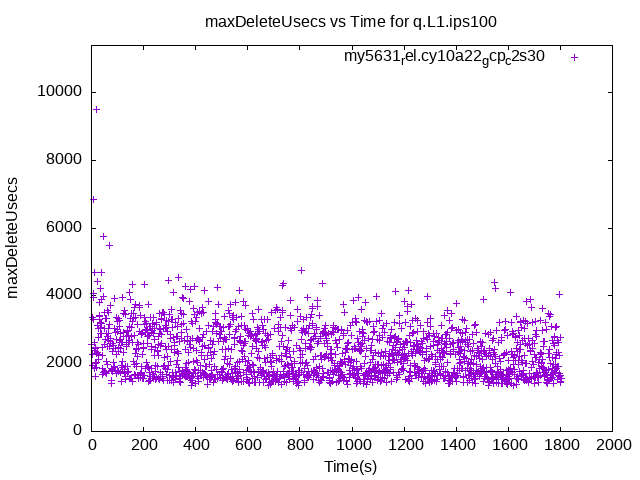 maxDeleteUsecs vs Time for q.L1.ips100
my5631rel.cy10a22gcpc2s30
10000
8000
6000
4000
2000
0
maxDeleteUsecs
0 200 400 600 800 1000 1200 1400 1600 1800 2000
Time(s)